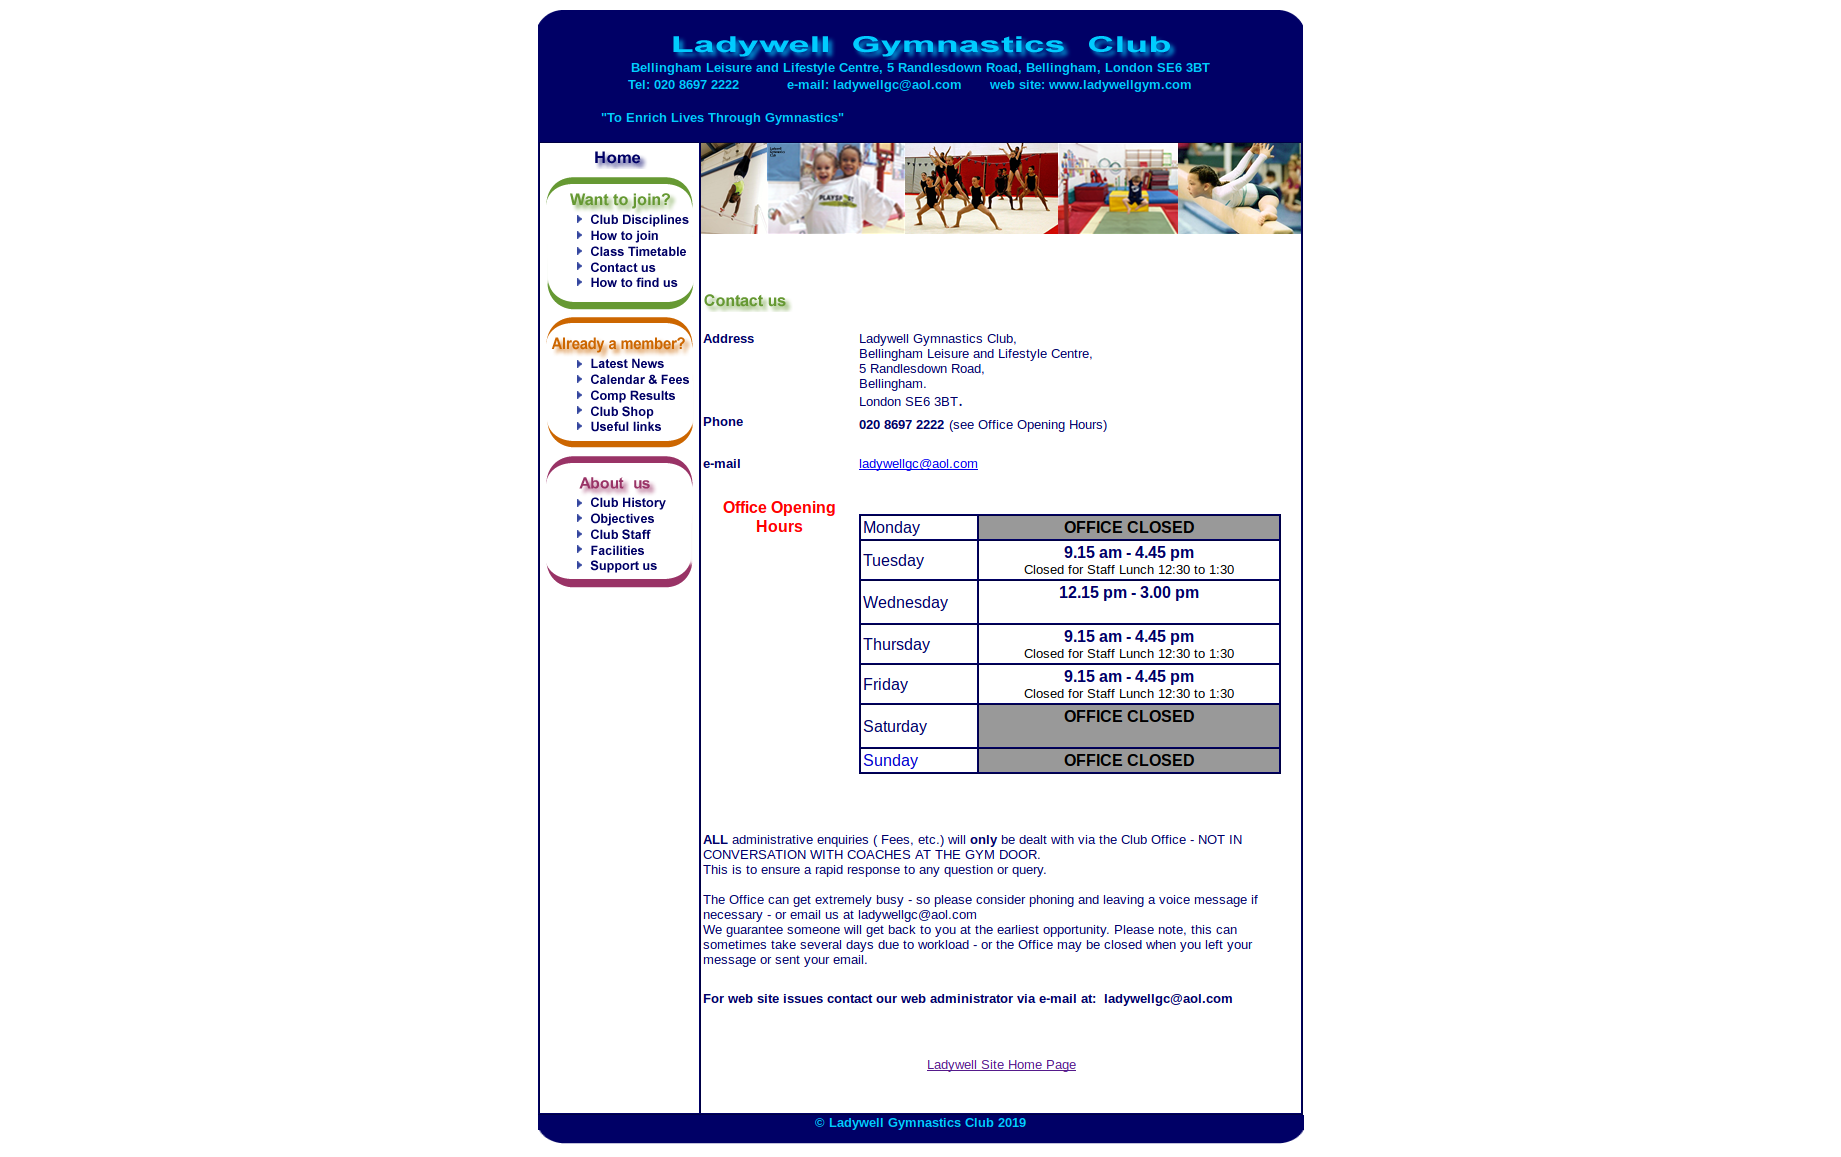 Ladywell Gymnastics Club
Bellingham Leisure and Lifestyle Centre, 5 Randlesdown Road, Bellingham, London SE6 3BT
Tel: 020 8697 2222 e-mail: ladywellgc@aol.com web site: www.ladywellgym.com
"To Enrich Lives Through Gymnastics"
Home
Want to join?
Club Disciplines
How to join
Class Timetable
Contact us
How to find us
Already a member?
Latest News
Calendar & Fees
Comp Results
Club Shop
Useful links
About us
Club History
Objectives
Club Staff
Facilities
Support us
Contact us
Address
Ladywell Gymnastics Club,
Bellingham Leisure and Lifestyle Centre,
5 Randlesdown Road,
Bellingham.
London SE6 3BT.
Phone
020 8697 2222 (see Office Opening Hours)
e-mail
ladywellgc@aol.com
Office Opening
Hours
Monday OFFICE CLOSED
Tuesday 9.15 am - 4.45 pm
Closed for Staff Lunch 12:30 to 1:30
Wednesday 12.15 pm - 3.00 pm
Thursday 9.15 am - 4.45 pm
Closed for Staff Lunch 12:30 to 1:30
Friday 9.15 am - 4.45 pm
Closed for Staff Lunch 12:30 to 1:30
Saturday OFFICE CLOSED
Sunday OFFICE CLOSED
ALL administrative enquiries ( Fees, etc.) will only be dealt with via the Club Office - NOT IN
CONVERSATION WITH COACHES AT THE GYM DOOR.
This is to ensure a rapid response to any question or query.
The Office can get extremely busy - so please consider phoning and leaving a voice message if
necessary - or email us at ladywellgc@aol.com
We guarantee someone will get back to you at the earliest opportunity. Please note, this can
sometimes take several days due to workload - or the Office may be closed when you left your
message or sent your email.
For web site issues contact our web administrator via e-mail at: ladywellgc@aol.com
Ladywell Site Home Page
© Ladywell Gymnastics Club 2019